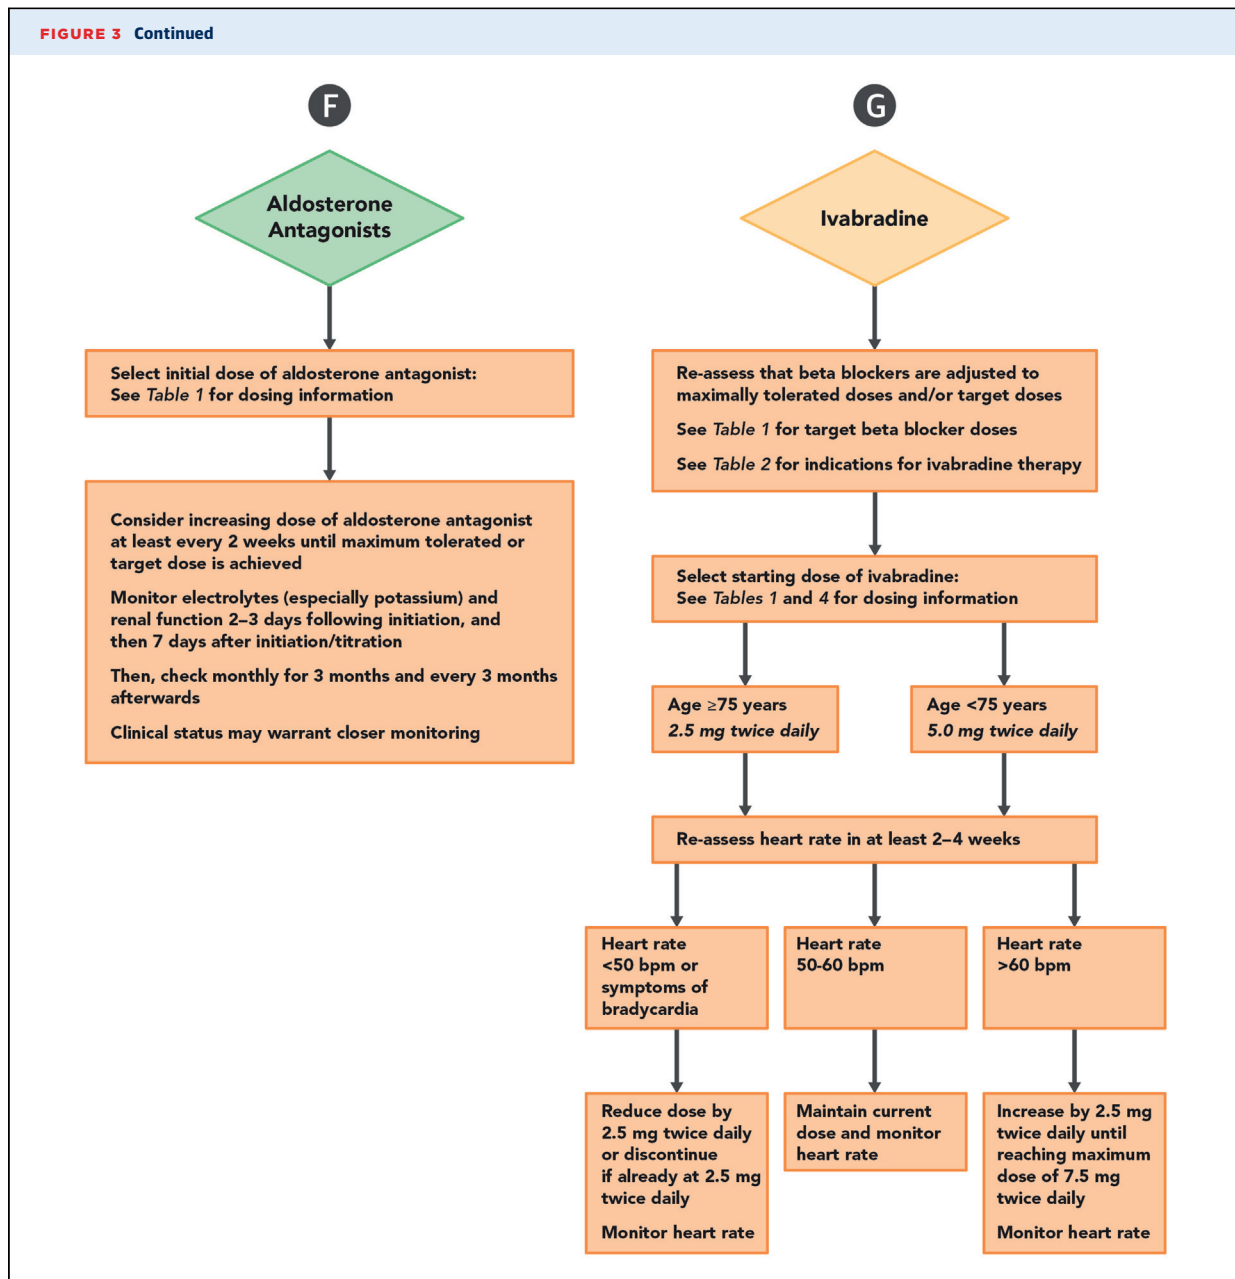 FIGURE 3 Continued
F
Aldosterone
Antagonists
Select initial dose of aldosterone antagonist:
See Table 1 for dosing information
Consider increasing dose of aldosterone antagonist
at least every 2 weeks until maximum tolerated or
target dose is achieved
Monitor electrolytes (especially potassium) and
renal function 2–3 days following initiation, and
then 7 days after initiation/titration
Then, check monthly for 3 months and every 3 months
afterwards
Clinical status may warrant closer monitoring
G
Ivabradine
Re-assess that beta blockers are adjusted to
maximally tolerated doses and/or target doses
See Table 1 for target beta blocker doses
See Table 2 for indications for ivabradine therapy
Select starting dose of ivabradine:
See Tables 1 and 4 for dosing information
Age ≥75 years
2.5 mg twice daily
Age <75 years
5.0 mg twice daily
Re-assess heart rate in at least 2–4 weeks
Heart rate
<50 bpm or
symptoms of
bradycardia
Heart rate
50-60 bpm
Heart rate
>60 bpm
Reduce dose by
2.5 mg twice daily
or discontinue
if already at 2.5 mg
twice daily
Monitor heart rate
Maintain current
dose and monitor
heart rate
Increase by 2.5 mg
twice daily until
reaching maximum
dose of 7.5 mg
twice daily
Monitor heart rate